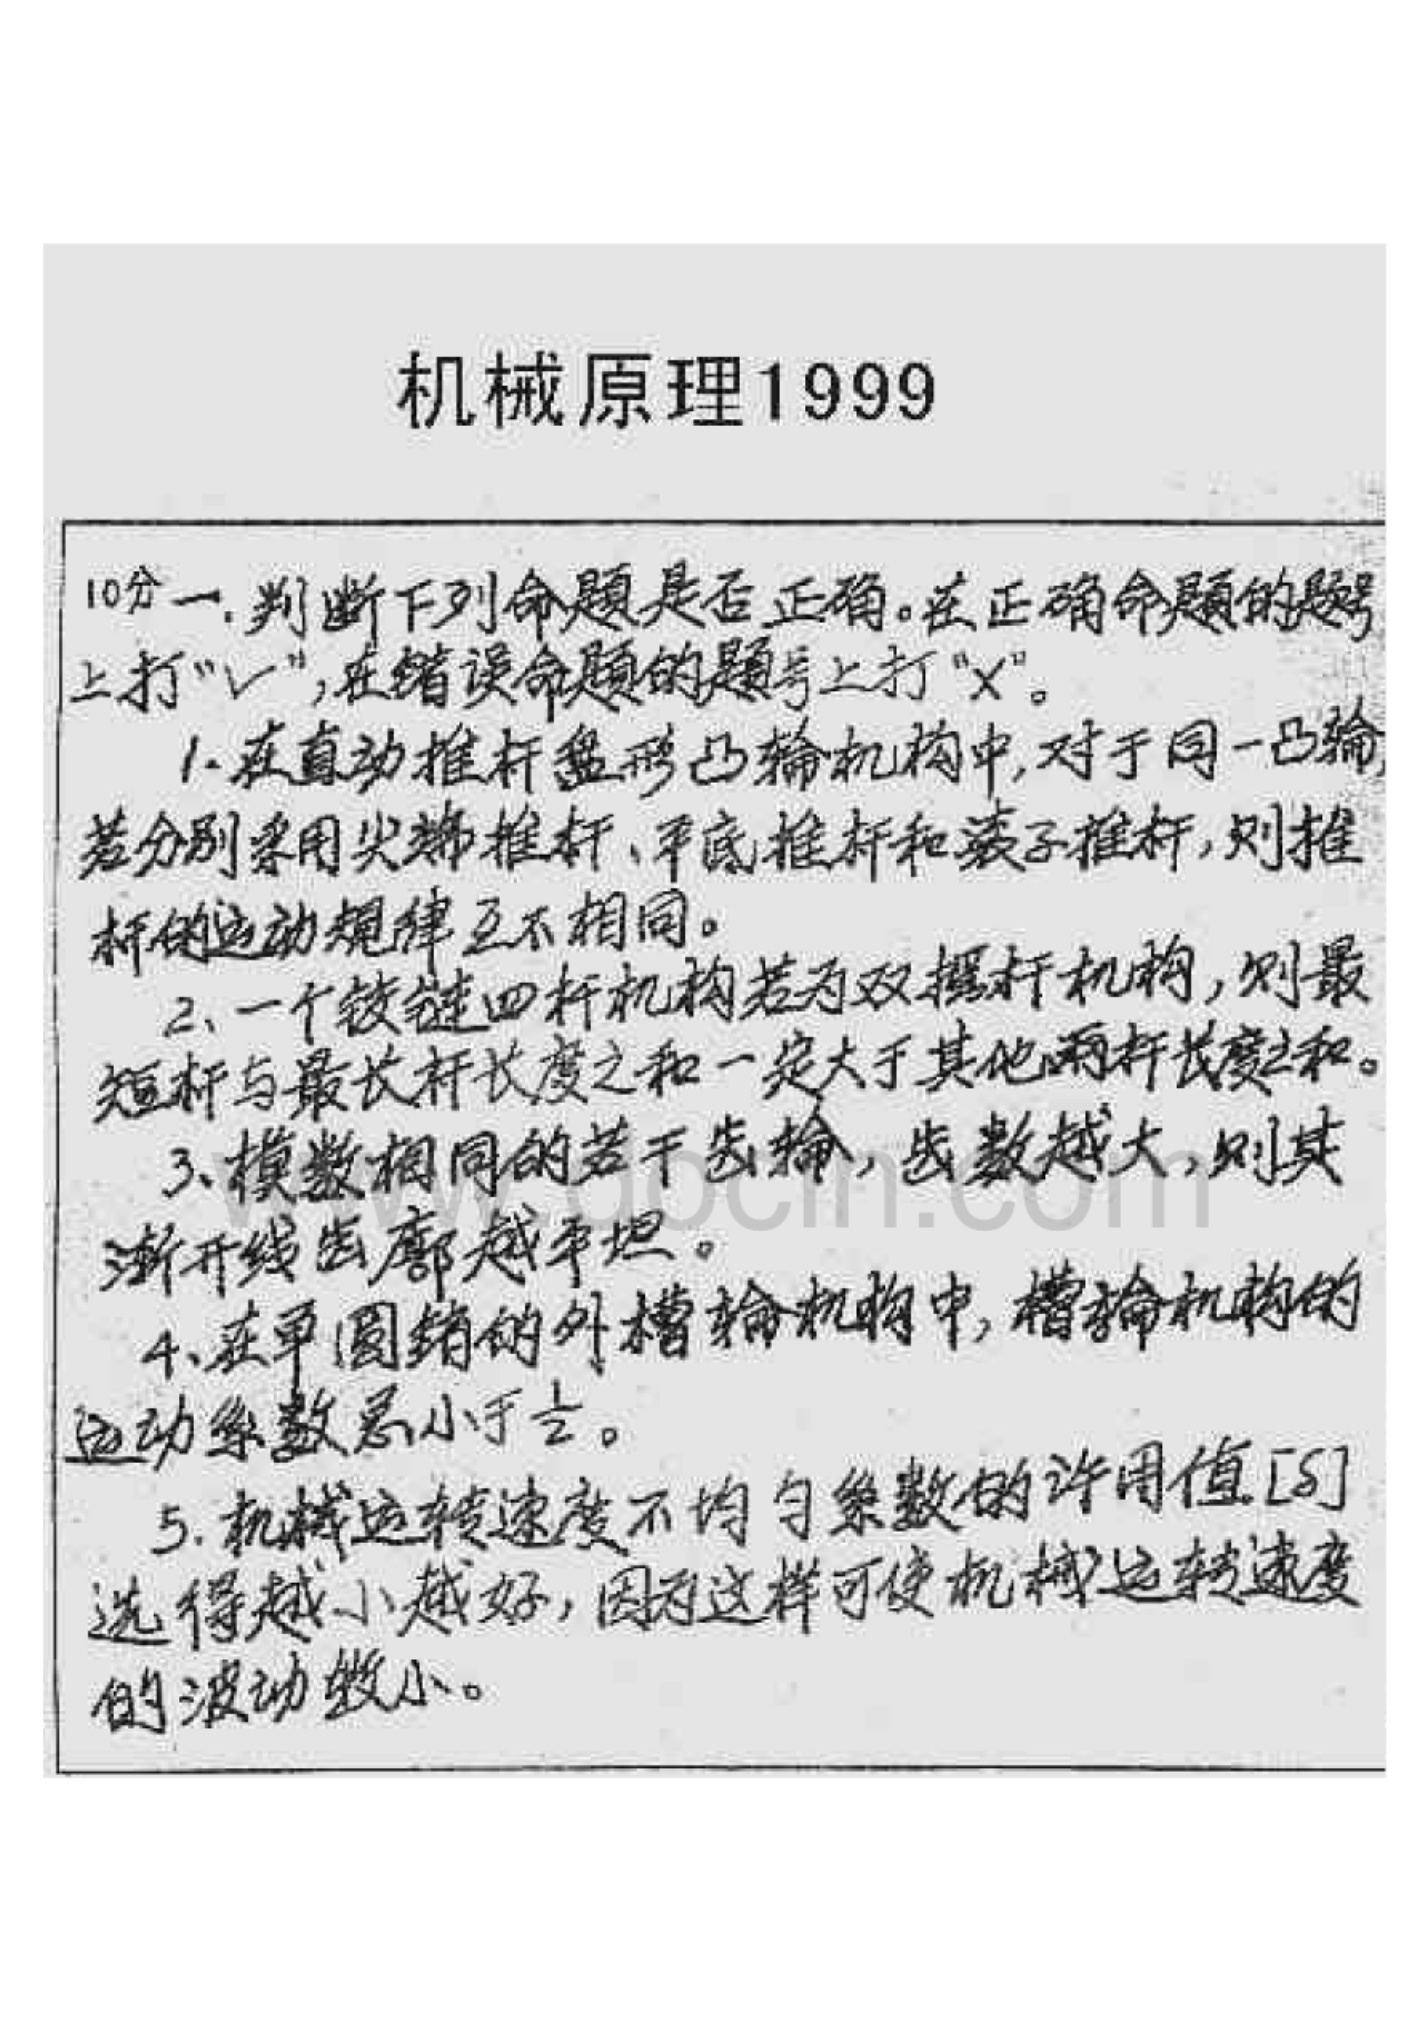 机械原理1999
10分 一.判断下列命题是否正确。在正确命题的题号
上打"✓",在错误命题的题号上打"×"。
1.在直动推杆盘形凸轮机构中,对于同一凸轮,
若分别采用尖端推杆、平底推杆和滚子推杆,则推
杆的运动规律互不相同。
2、一个铰链四杆机构若为双摇杆机构,则最
短杆与最长杆长度之和一定大于其他两杆长度之和。
3、模数相同的若干齿轮,齿数越大,则其
渐开线齿廓越平坦。
4、在单圆销的外槽轮机构中,槽轮机构的
运动系数总小于½。
5.机械运转速度不均匀系数的许用值[δ]
选得越小越好,因为这样可使机械运转速度
的波动较小。
www.docin.com